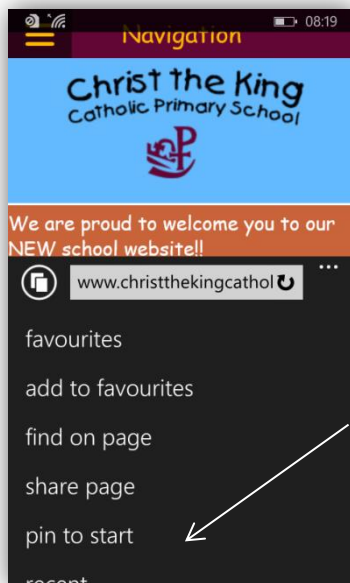 08:19
Navigation
Christ the King
Catholic Primary School
We are proud to welcome you to our
NEW school website!!
www.christthekingcathol
...
favourites
add to favourites
find on page
share page
pin to start
recent